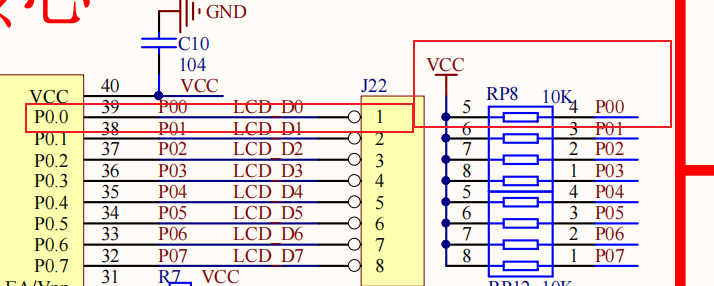 GND
C10
104
VCC
40
VCC
J22
VCC
RP8
10K
P0.0
39
P00
LCD_D0
1
5
4
P00
P0.1
38
P01
LCD_D1
2
6
3
P01
P0.2
37
P02
LCD_D2
3
7
2
P02
P0.3
36
P03
LCD_D3
4
8
1
P03
P0.4
35
P04
LCD_D4
5
5
4
P04
P0.5
34
P05
LCD_D5
6
6
3
P05
P0.6
33
P06
LCD_D6
7
7
2
P06
P0.7
32
P07
LCD_D7
8
8
1
P07
31
R7
VCC
EA/Vpp
RP12
10K